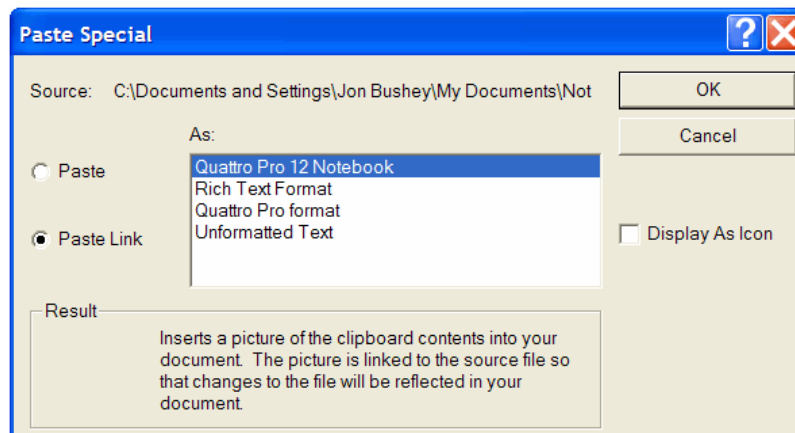 Paste Special
Source: C:\Documents and Settings\Jon Bushey\My Documents\Not
OK
As:
Cancel
Paste
Quattro Pro 12 Notebook
Rich Text Format
Quattro Pro format
Unformatted Text
Paste Link
Display As Icon
Result
Inserts a picture of the clipboard contents into your
document. The picture is linked to the source file so
that changes to the file will be reflected in your
document.